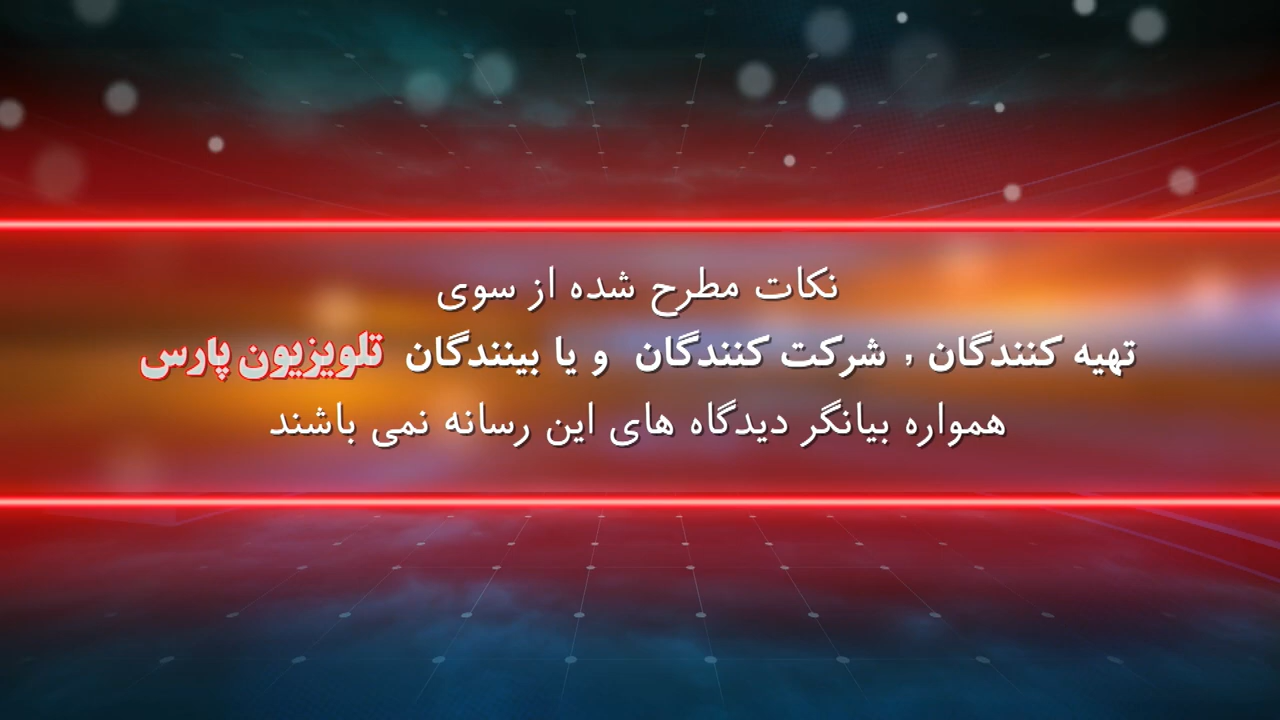 نکات مطرح شده از سوی
تهیه کنندگان , شرکت کنندگان و یا بینندگان تلویزیون پارس
همواره بیانگر دیدگاه های این رسانه نمی باشند